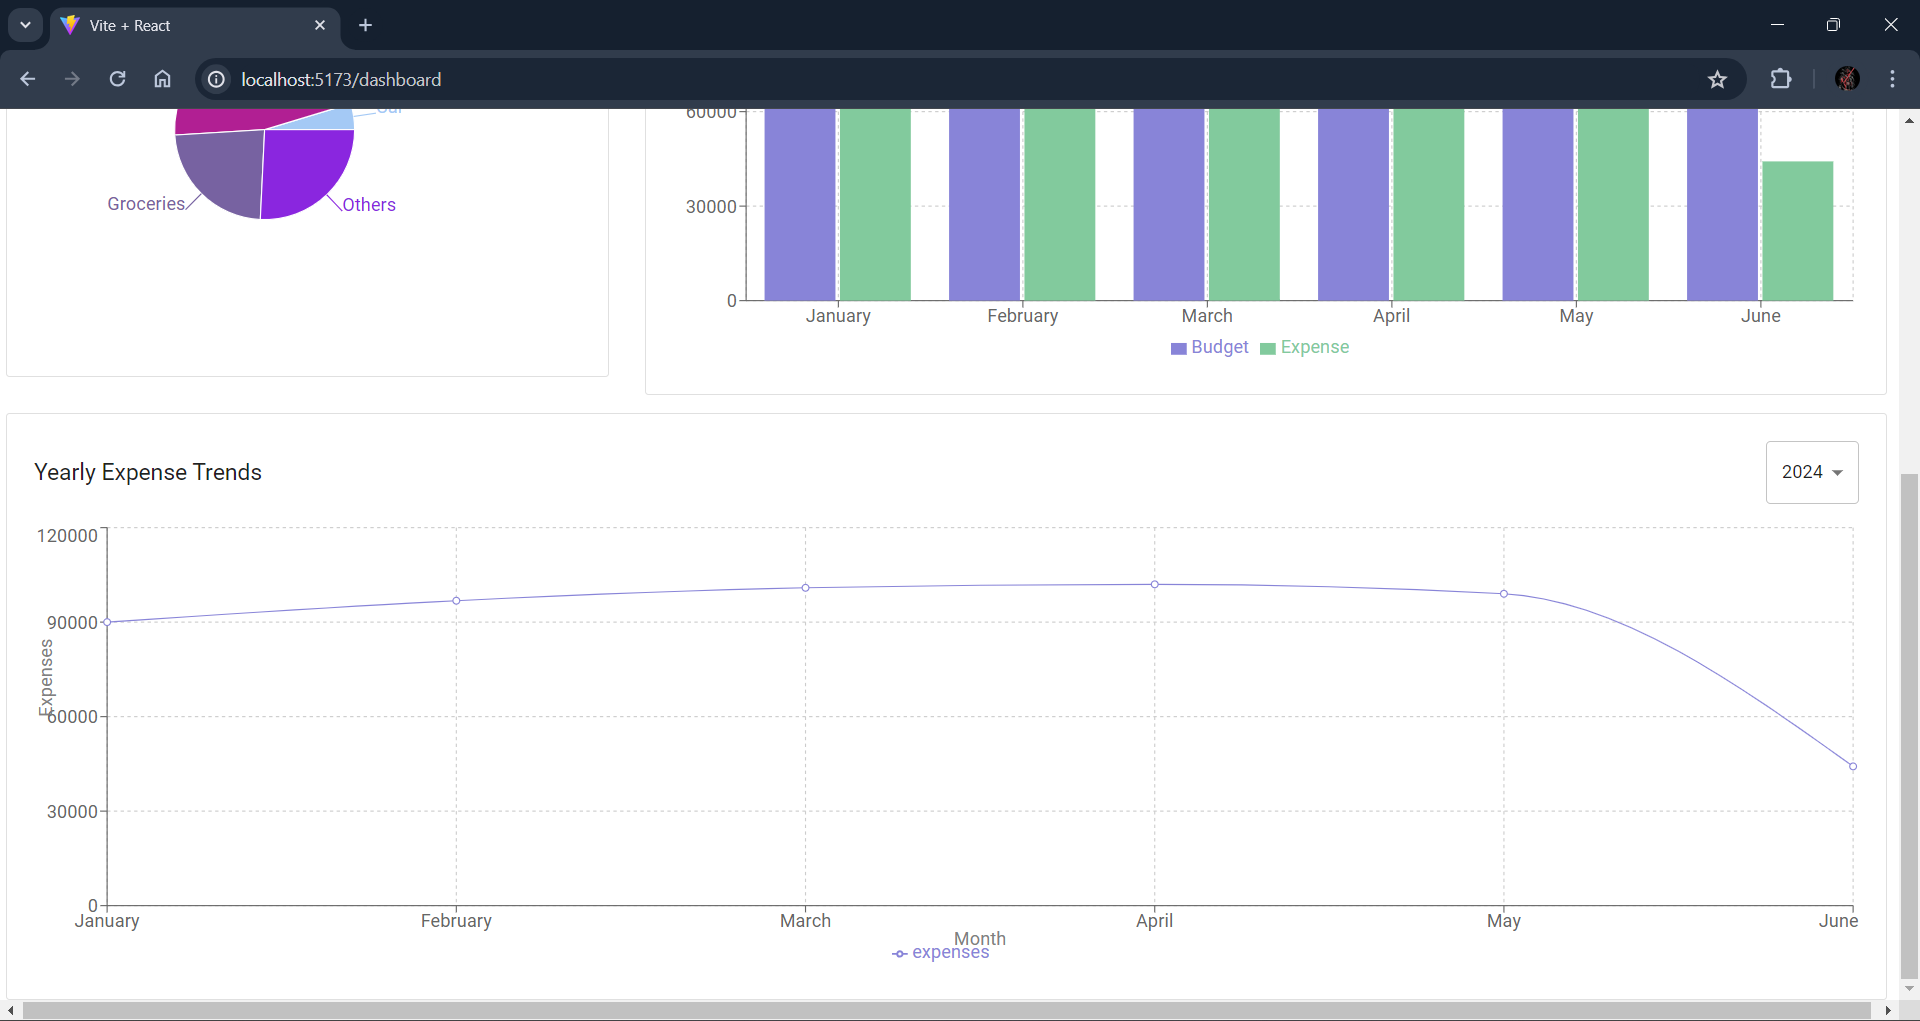 Vite + React
localhost:5173/dashboard
Groceries
Others
60000
30000
0
January
February
March
April
May
June
Budget
Expense
Yearly Expense Trends
2024
120000
90000
60000
30000
0
Expenses
January
February
March
April
May
June
Month
expenses